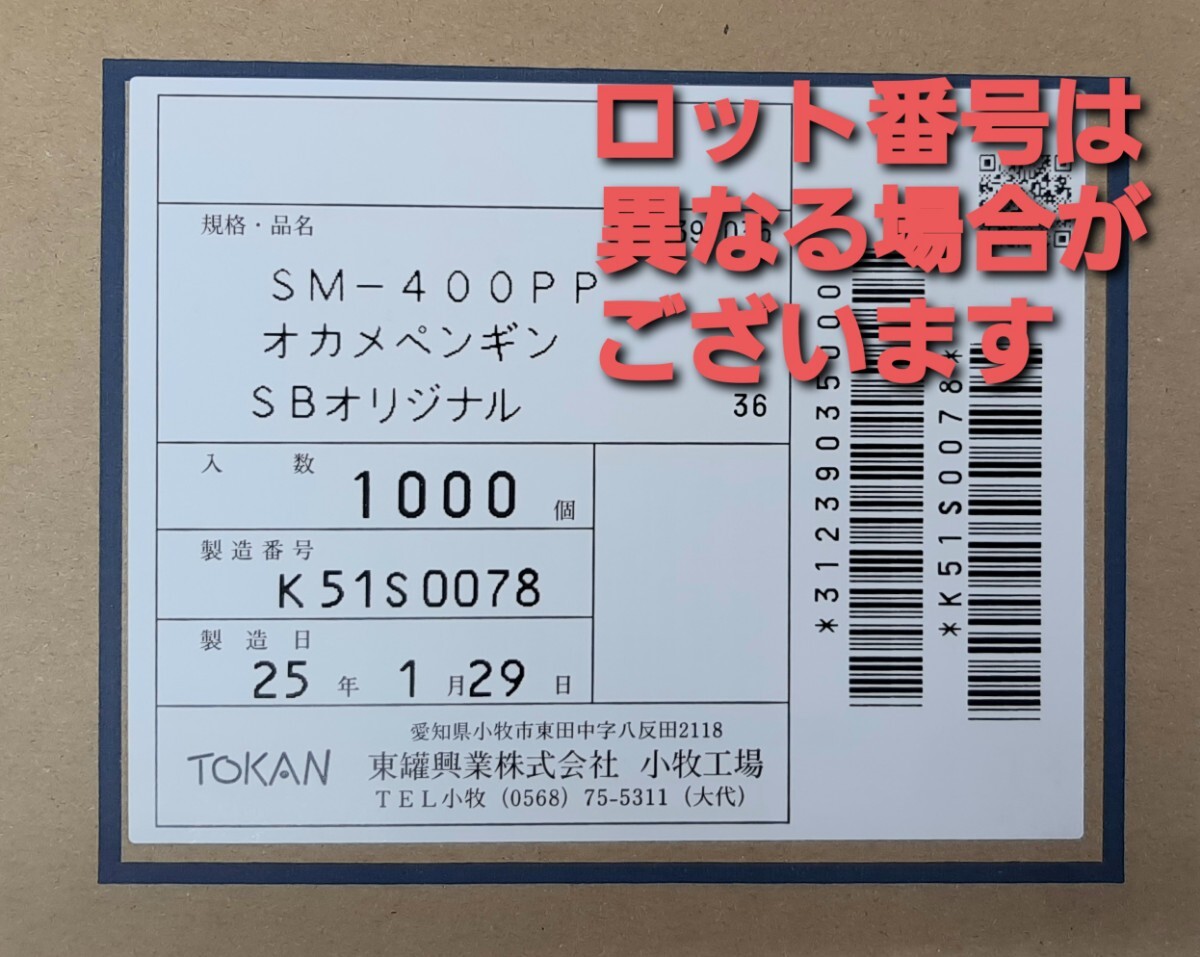 ロット番号は
異なる場合が
ございます
規格・品名
SM-400PP
オカメペンギン
SBオリジナル
36
入数 1000 個
製造番号
K51S0078
製造日
25 年 1 月 29 日
愛知県小牧市東田中字八反田2118
TOKAN 東罐興業株式会社 小牧工場
TEL小牧(0568)75-5311(大代)
*K51S0078*